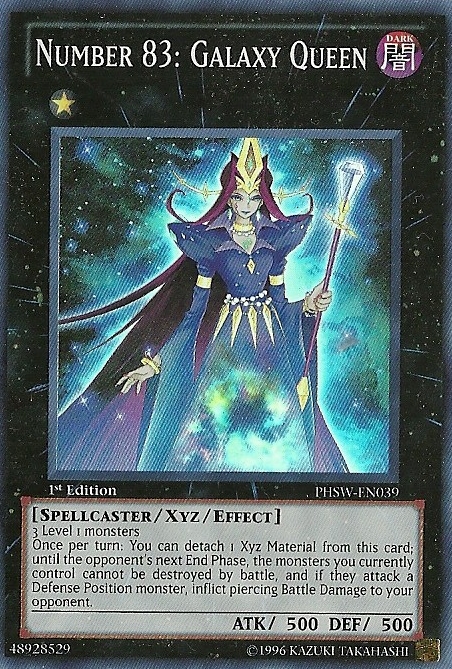 NUMBER 83: GALAXY QUEEN
DARK
闇
1st Edition
PHSW-EN039
[SPELLCASTER/XYZ/EFFECT]
3 Level 1 monsters
Once per turn: You can detach 1 Xyz Material from this card;
until the opponent's next End Phase, the monsters you currently
control cannot be destroyed by battle, and if they attack a
Defense Position monster, inflict piercing Battle Damage to your
opponent.
ATK/ 500 DEF/ 500
48928529
©1996 KAZUKI TAKAHASHI